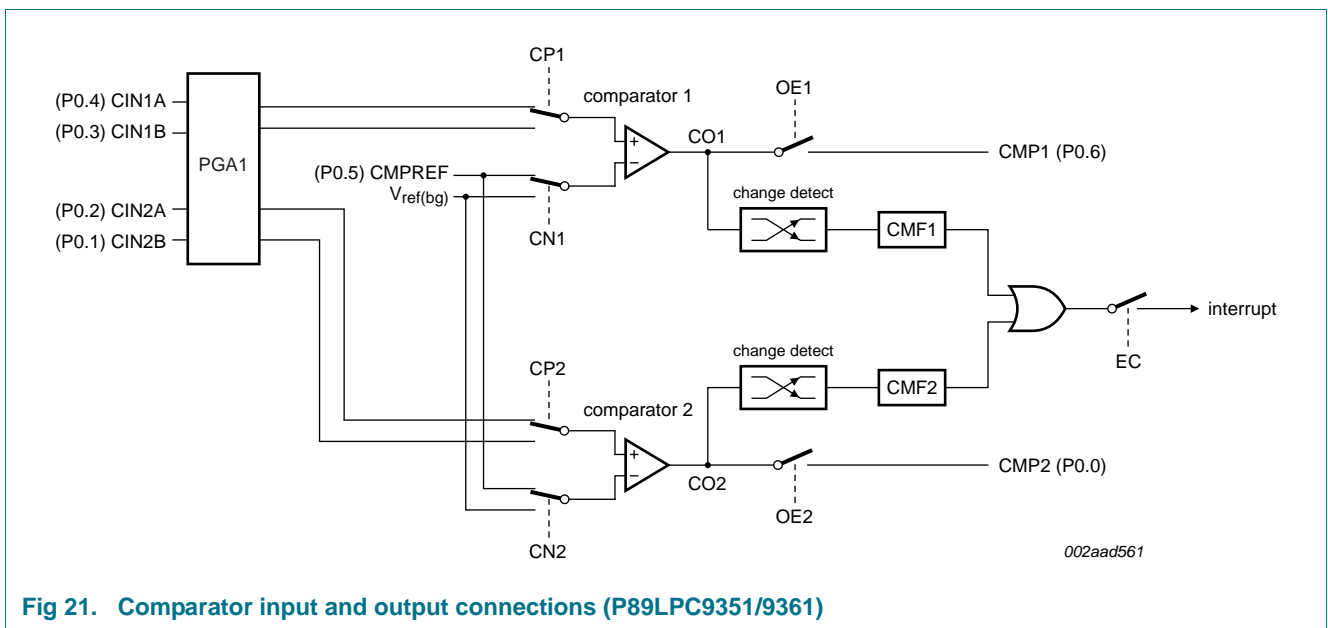 CP1
OE1
(P0.4) CIN1A
comparator 1
(P0.3) CIN1B
CO1
PGA1
CMP1 (P0.6)
(P0.5) CMPREF
change detect
Vref(bg)
(P0.2) CIN2A
CMF1
(P0.1) CIN2B
CN1
interrupt
change detect
EC
CP2
CMF2
comparator 2
CMP2 (P0.0)
CO2
OE2
CN2
002aad561
Fig 21. Comparator input and output connections (P89LPC9351/9361)
+
−
+
−